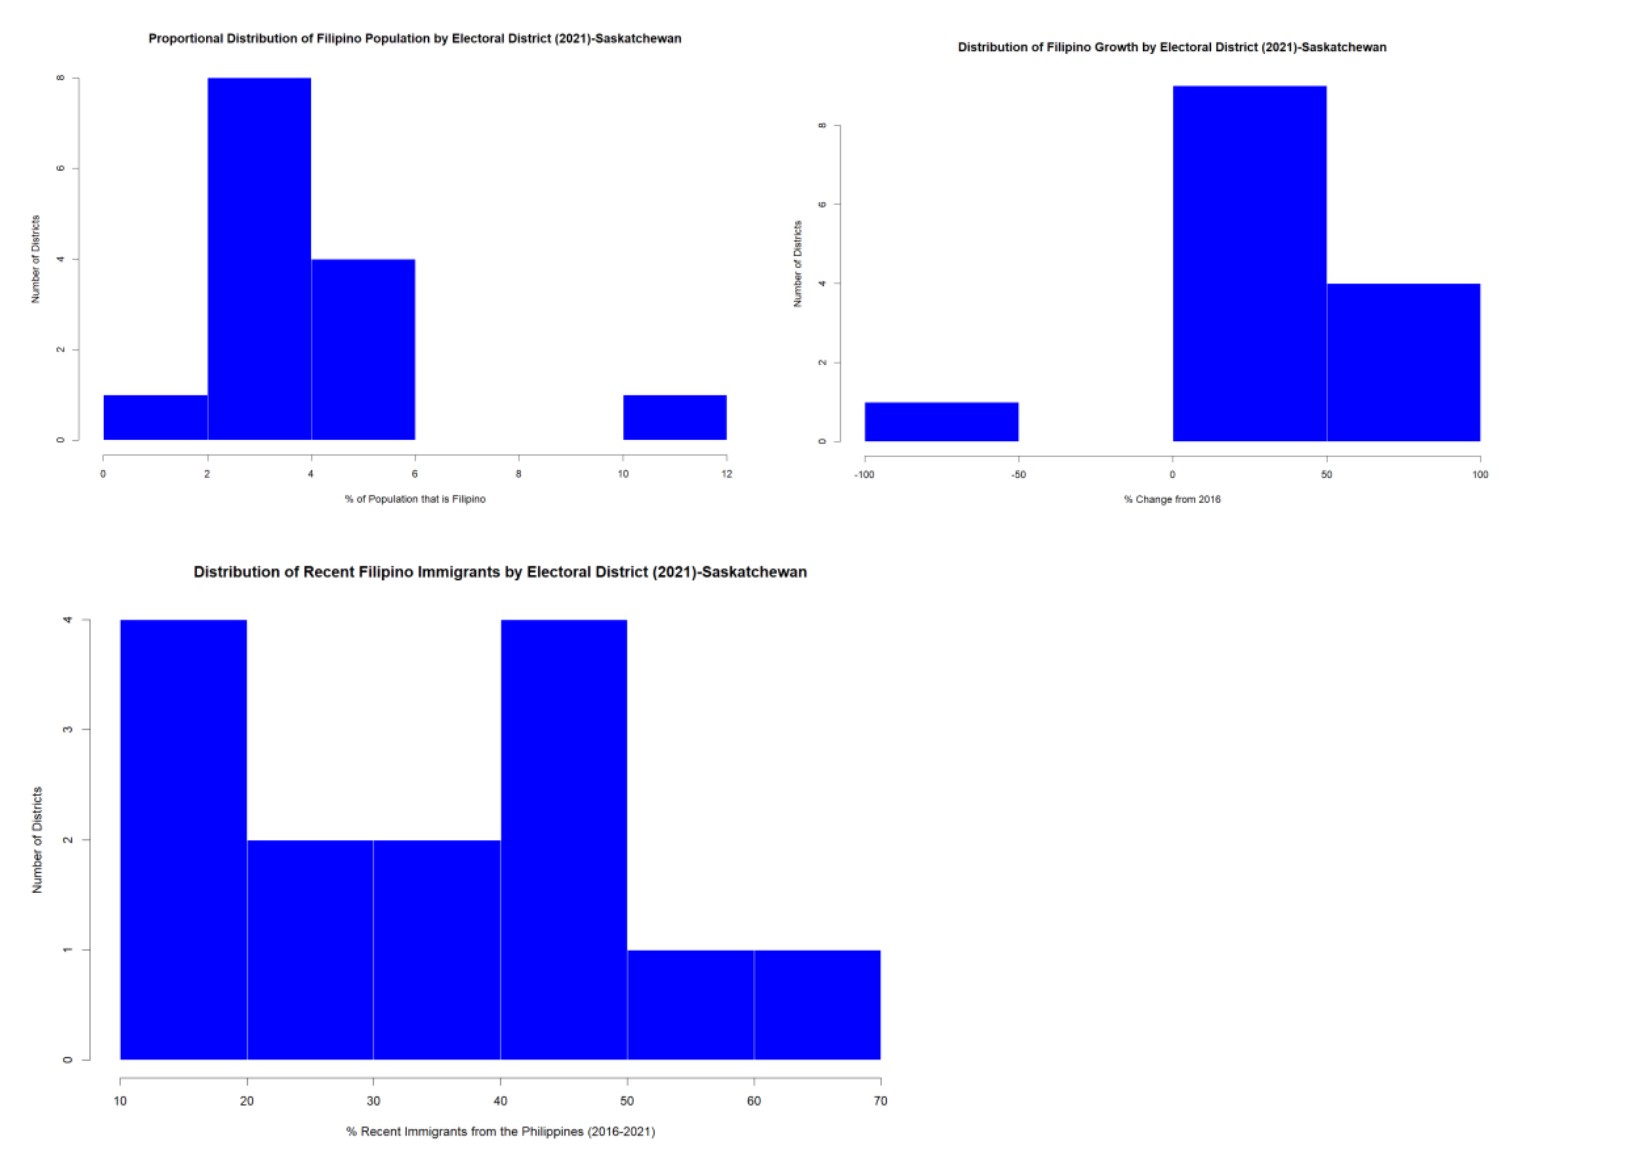 Proportional Distribution of Filipino Population by Electoral District (2021)-Saskatchewan
Number of Districts
8
6
4
2
0
0 2 4 6 8 10 12
% of Population that is Filipino
Distribution of Filipino Growth by Electoral District (2021)-Saskatchewan
Number of Districts
8
6
4
2
0
-100 -50 0 50 100
% Change from 2016
Distribution of Recent Filipino Immigrants by Electoral District (2021)-Saskatchewan
Number of Districts
4
3
2
1
0
10 20 30 40 50 60 70
% Recent Immigrants from the Philippines (2016-2021)